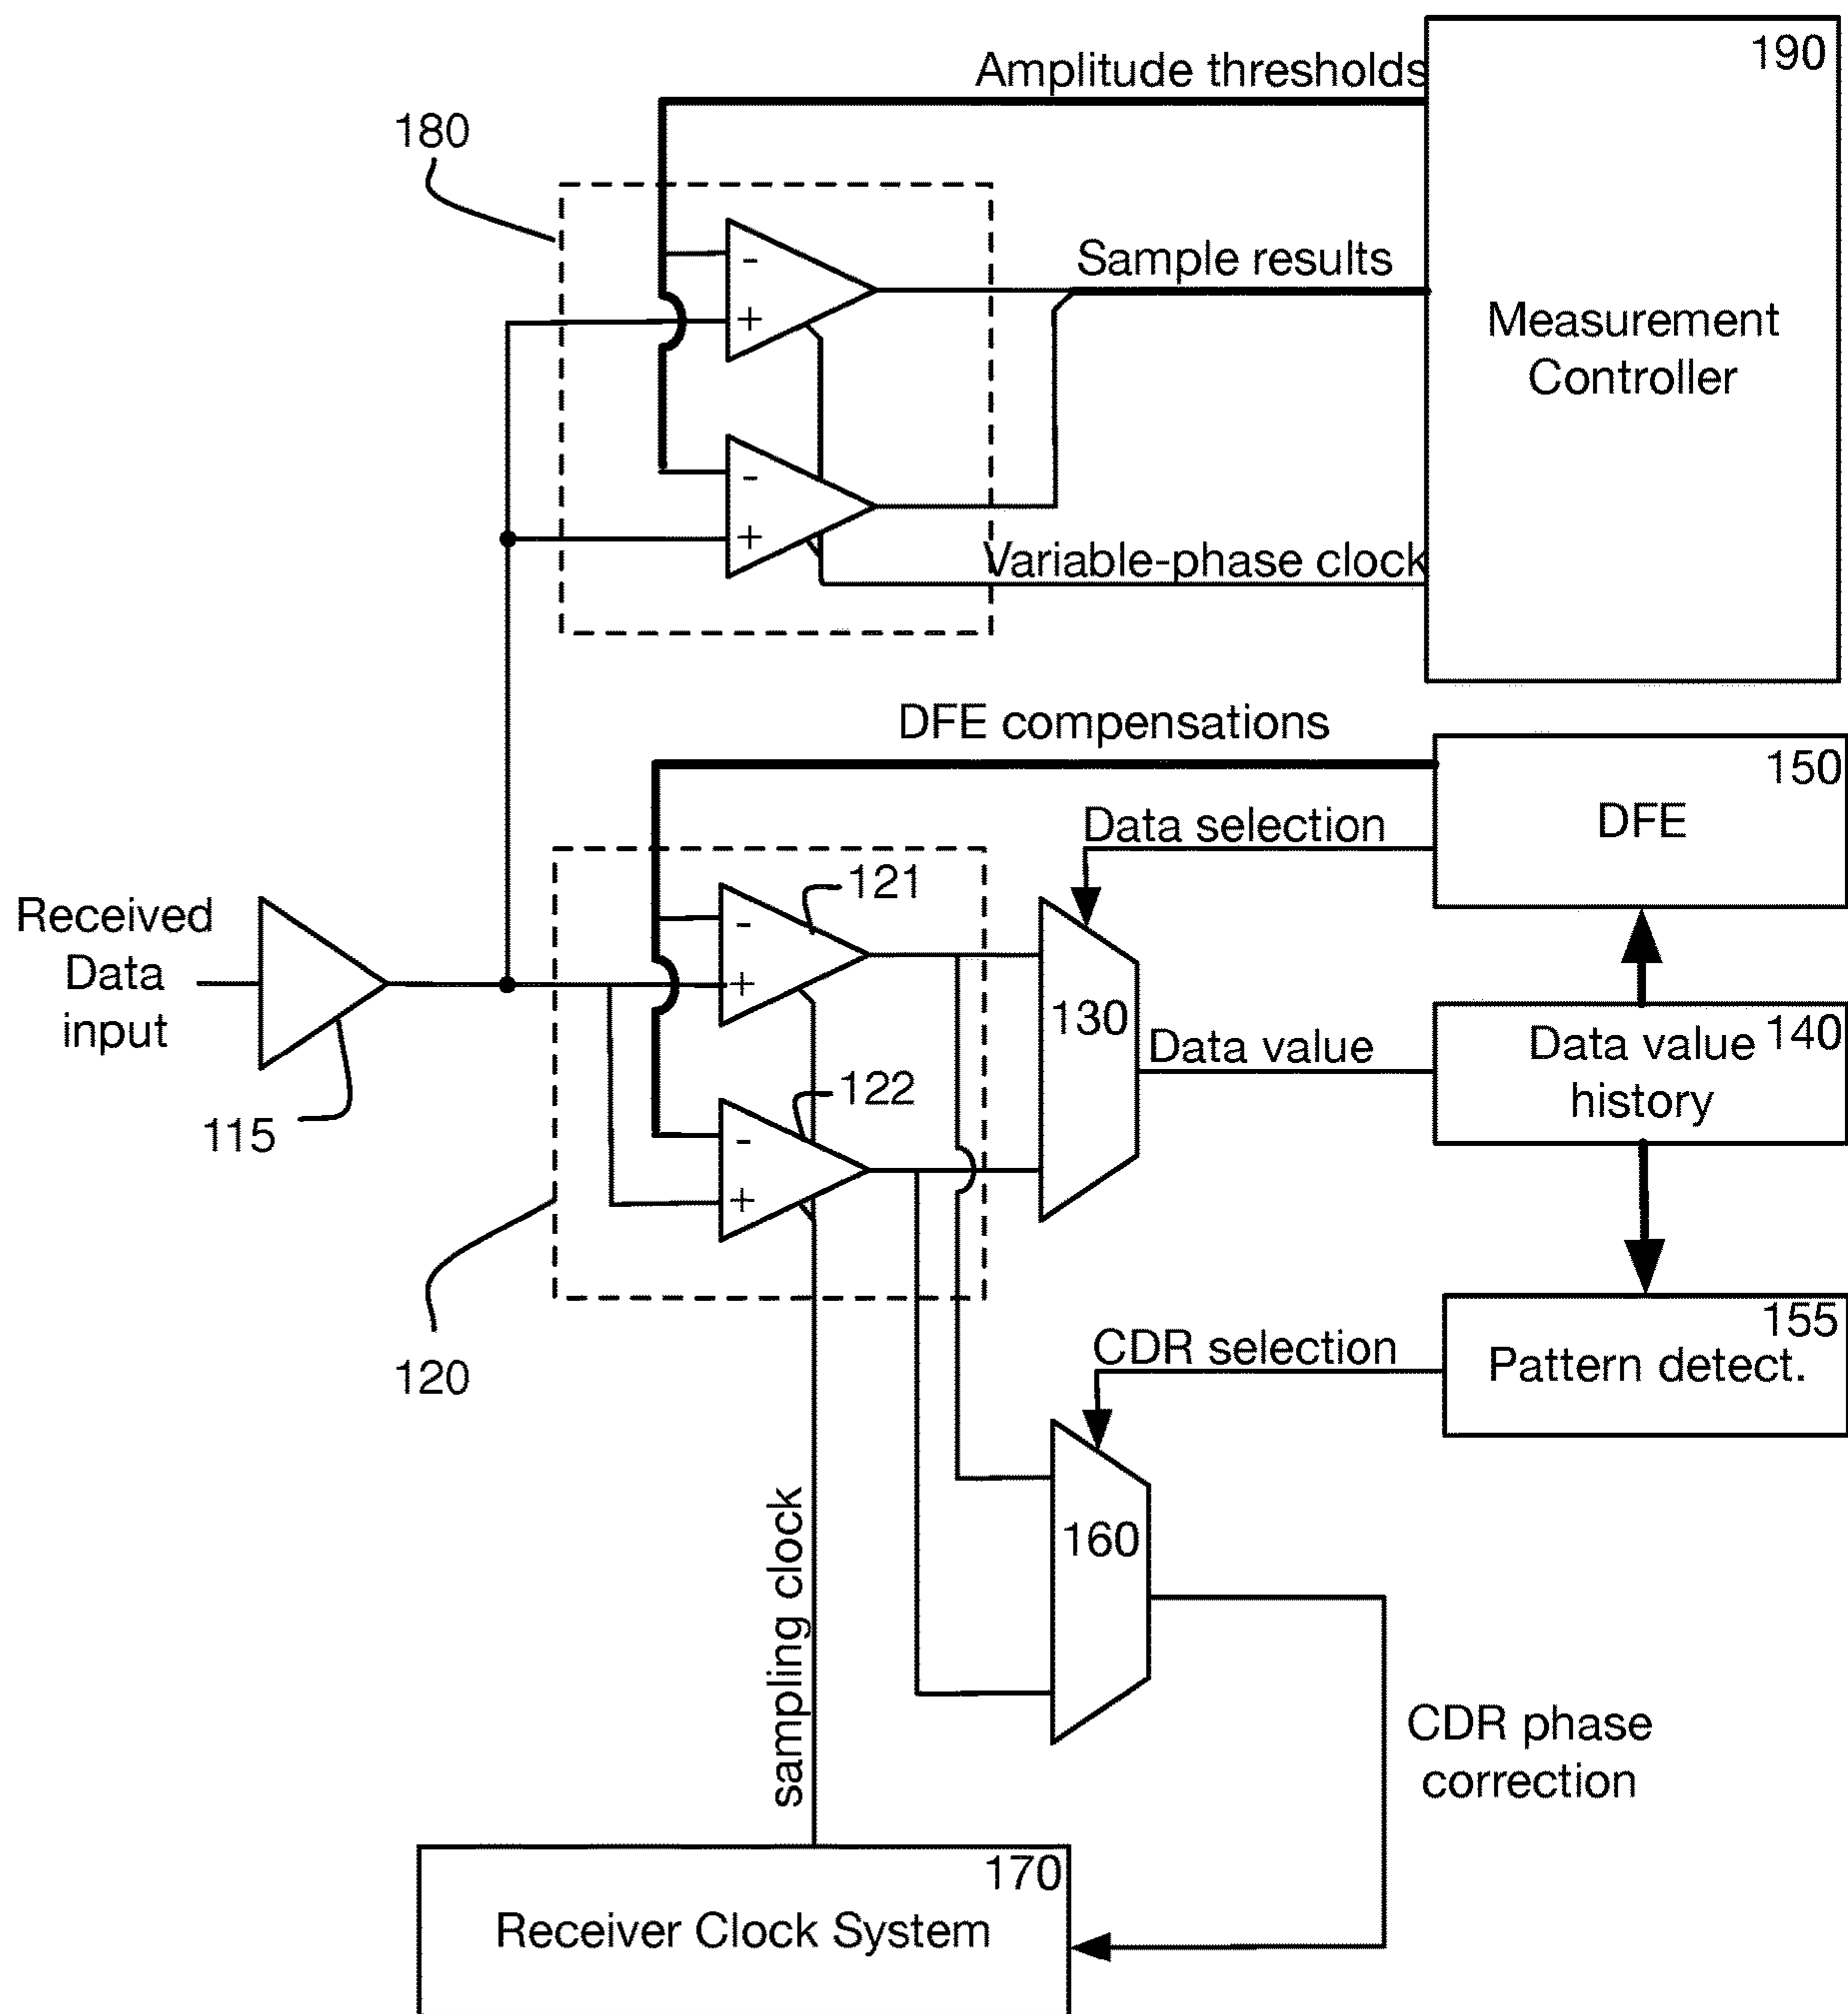 190
Amplitude thresholds
180
-
+
Sample results
Measurement
Controller
-
+
Variable-phase clock
DFE compensations
150
DFE
Data selection
121
-
+
Received
Data
input
115
130
Data value
140
Data value
history
122
-
+
120
155
Pattern detect.
CDR selection
160
sampling clock
CDR phase
correction
170
Receiver Clock System